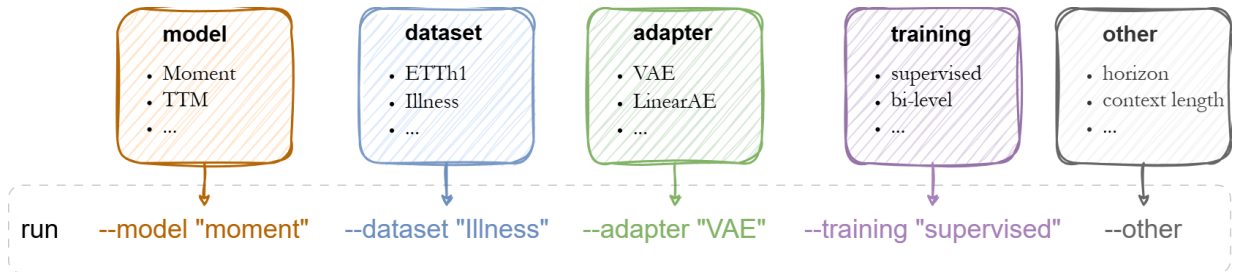 model
• Moment
• TTM
• ...
dataset
• ETTh1
• Illness
• ...
adapter
• VAE
• LinearAE
• ...
training
• supervised
• bi-level
• ...
other
• horizon
• context length
• ...
run --model "moment" --dataset "Illness" --adapter "VAE" --training "supervised" --other